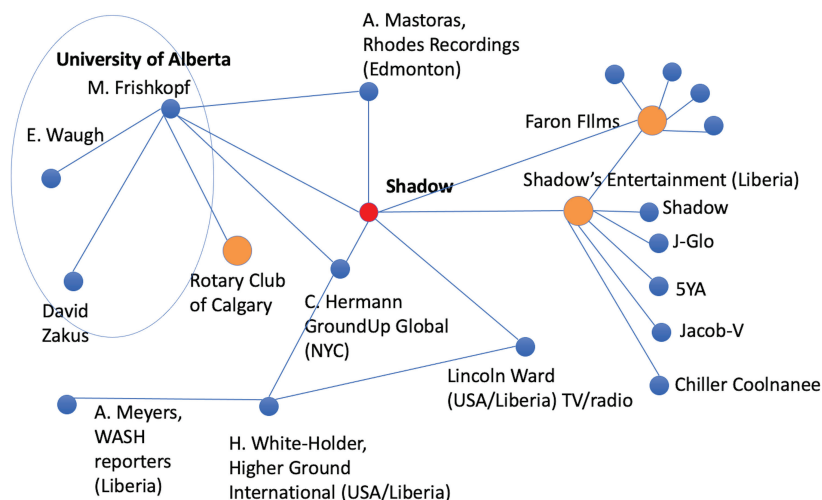 A. Mastoras,
Rhodes Recordings
(Edmonton)
University of Alberta
M. Frishkopf
E. Waugh
Faron FIlms
Shadow
Shadow's Entertainment (Liberia)
Shadow
J-Glo
5YA
Jacob-V
Chiller Coolnanee
Rotary Club
of Calgary
David
Zakus
C. Hermann
GroundUp Global
(NYC)
Lincoln Ward
(USA/Liberia) TV/radio
A. Meyers,
WASH
reporters
(Liberia)
H. White-Holder,
Higher Ground
International (USA/Liberia)